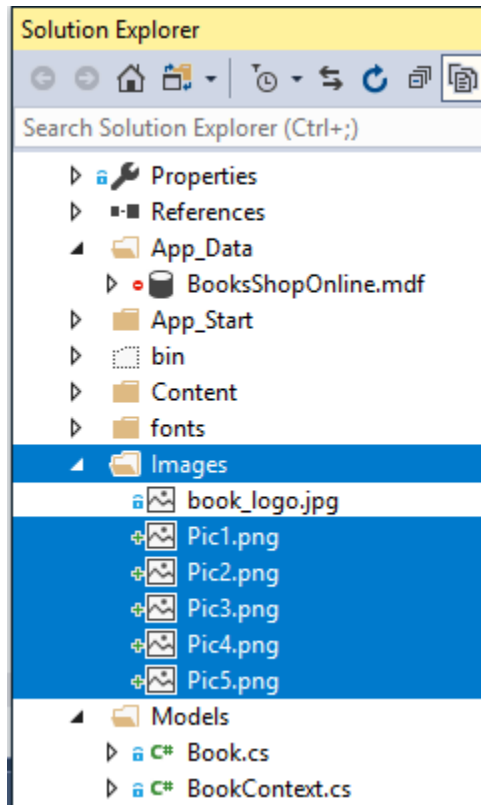 Solution Explorer
Search Solution Explorer (Ctrl+;)
Properties
References
App_Data
BooksShopOnline.mdf
App_Start
bin
Content
fonts
Images
book_logo.jpg
Pic1.png
Pic2.png
Pic3.png
Pic4.png
Pic5.png
Models
C# Book.cs
C# BookContext.cs